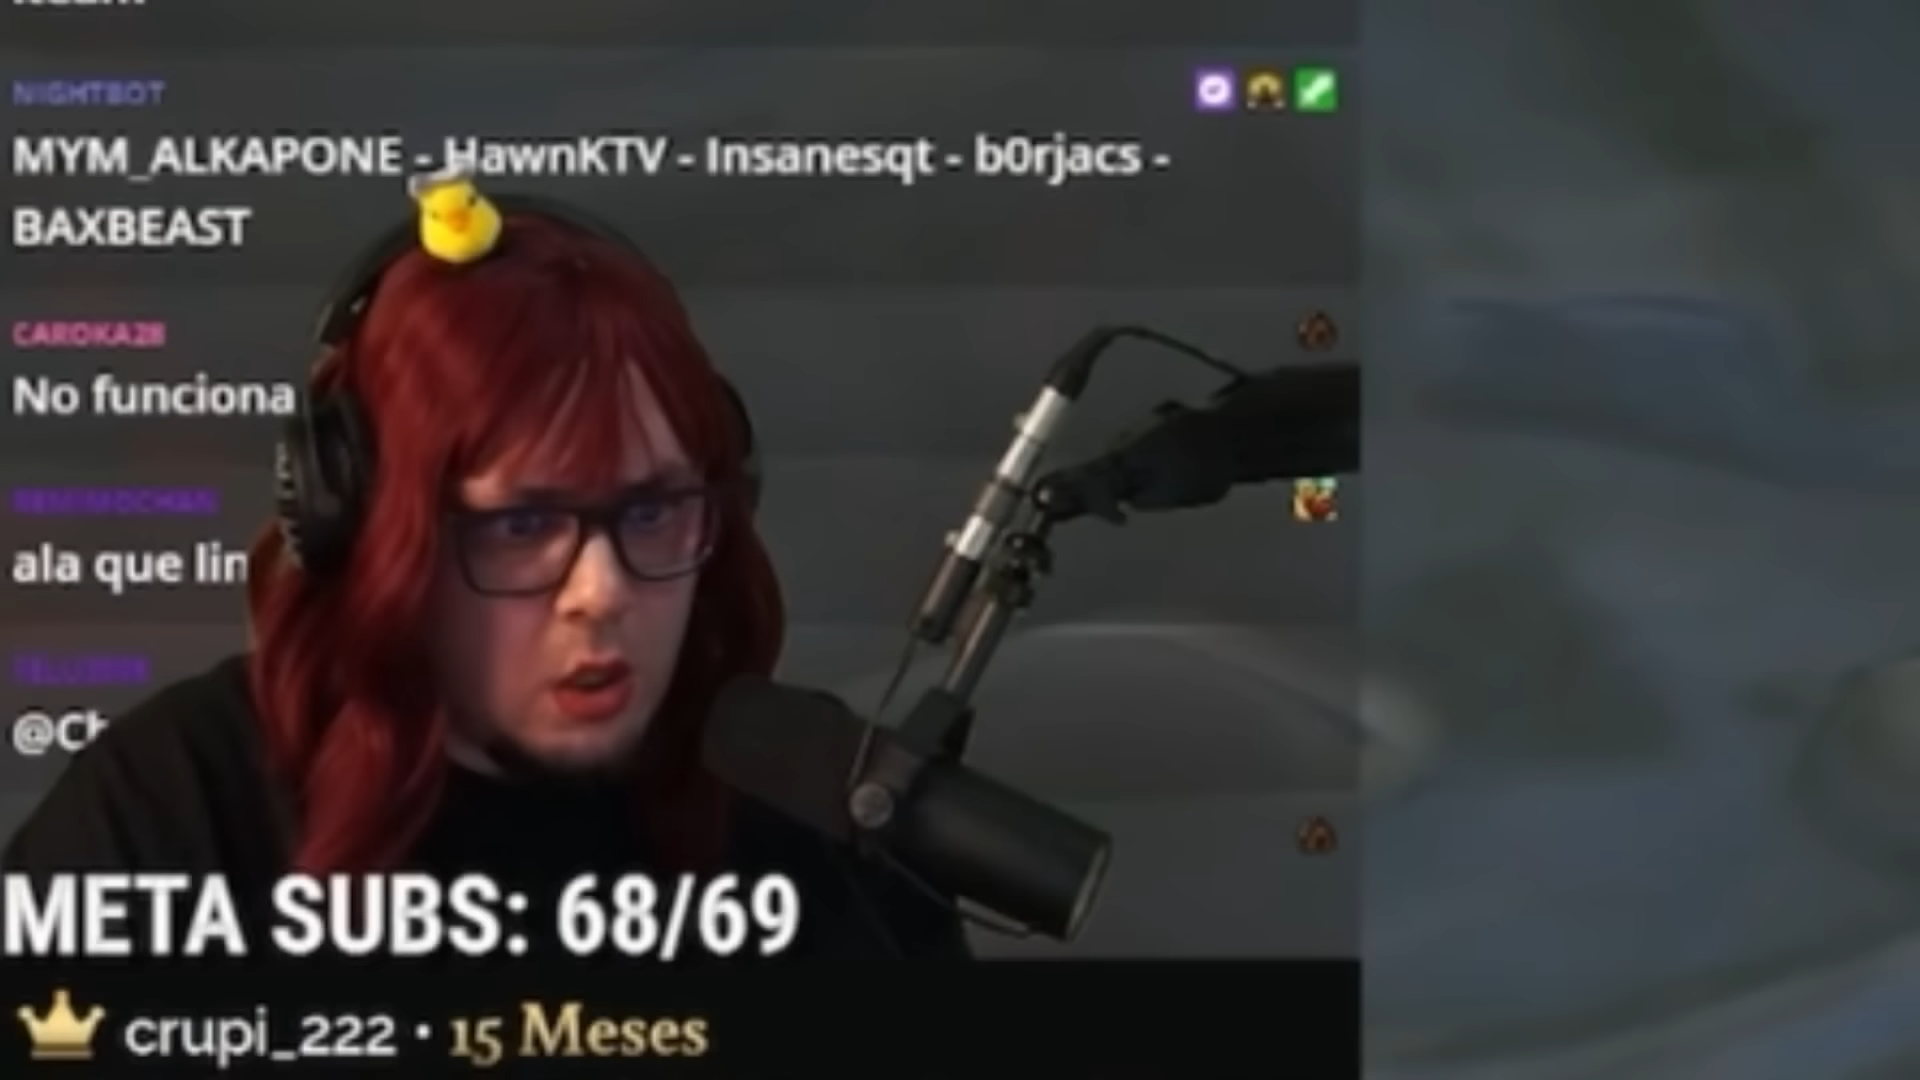 NIGHTBOT
MYM_ALKAPONE - HawnKTV - Insanesqt - b0rjacs -
BAXBEAST
CAROKA28
No funciona
ala que lin
@Ch
META SUBS: 68/69
crupi_222 • 15 Meses